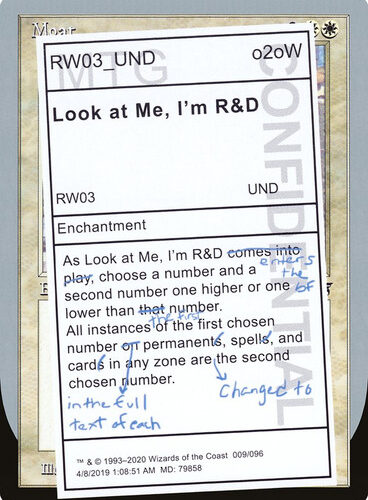 Moat
RW03_UND o2oW
MTG
CONFIDENTIAL
Look at Me, I'm R&D
RW03 UND
Enchantment
As Look at Me, I'm R&D comes into
enters
play, choose a number and a
the
second number one higher or one
bf
lower than that number.
the first
All instances of the first chosen
number on permanents, spells, and
cards in any zone are the second
chosen number.
Changed to
in the full
text of each
™ & © 1993–2020 Wizards of the Coast 009/096
4/8/2019 1:08:51 AM MD: 79858